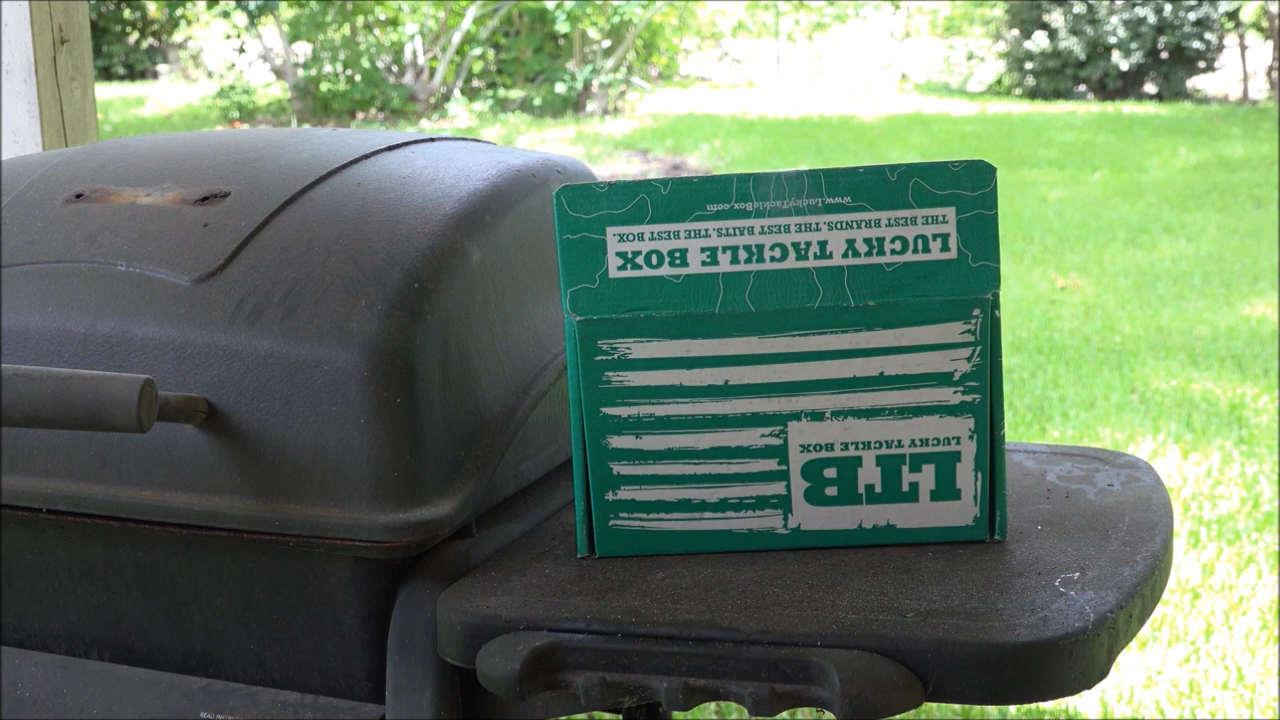 www.LuckyTackleBox.com
THE BEST BRANDS. THE BEST BAITS. THE BEST BOX.
LUCKY TACKLE BOX
LUCKY TACKLE BOX
LTB
READ